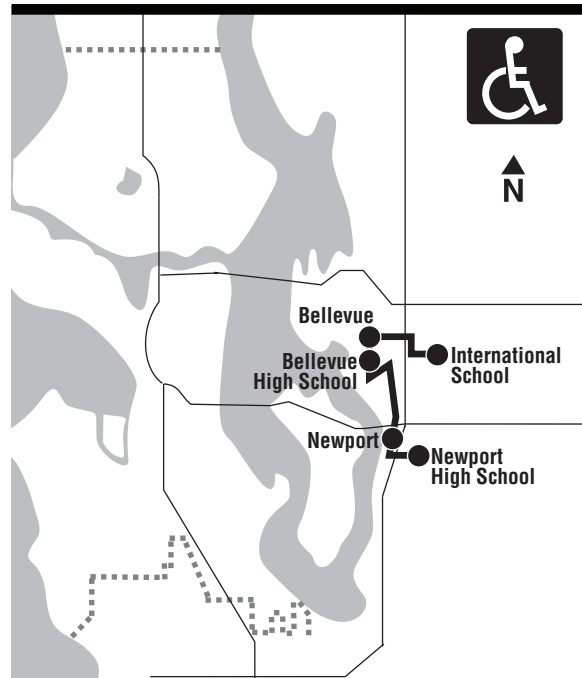 N
Bellevue
Bellevue
High School
International
School
Newport
Newport
High School